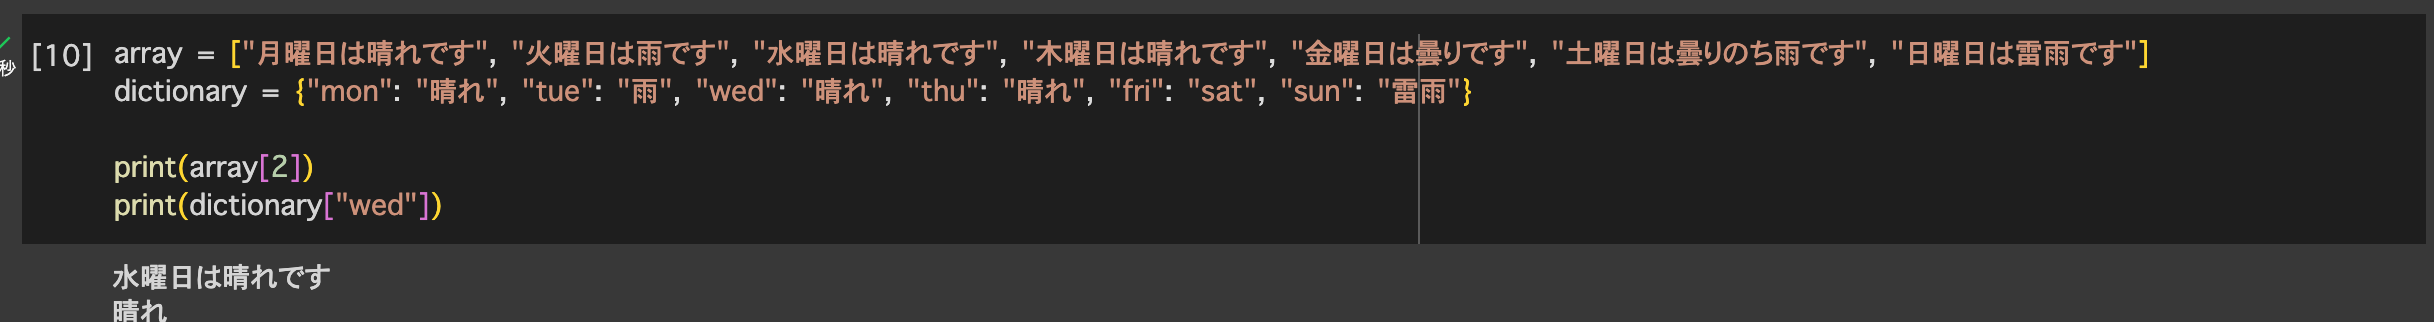 [10] array = ["月曜日は晴れです", "火曜日は雨です", "水曜日は晴れです", "木曜日は晴れです", "金曜日は曇りです", "土曜日は曇りのち雨です", "日曜日は雷雨です"]
秒
dictionary = {"mon": "晴れ", "tue": "雨", "wed": "晴れ", "thu": "晴れ", "fri": "sat", "sun": "雷雨"}
print(array[2])
print(dictionary["wed"])
水曜日は晴れです
晴れ